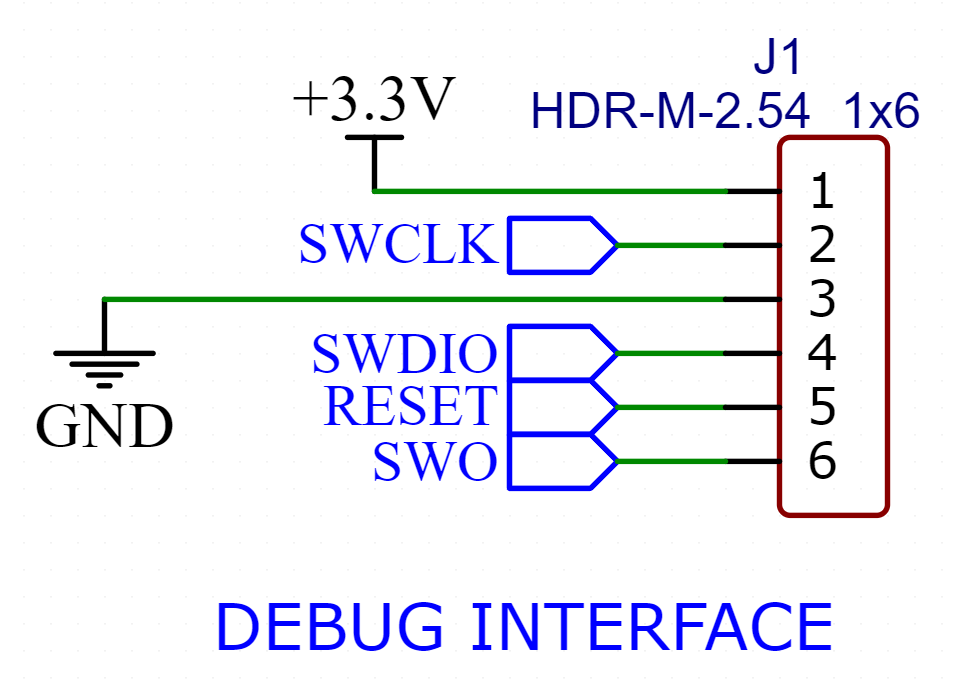 J1
HDR-M-2.54 1x6
+3.3V
1
SWCLK 2
3
GND
SWDIO 4
RESET 5
SWO 6
DEBUG INTERFACE